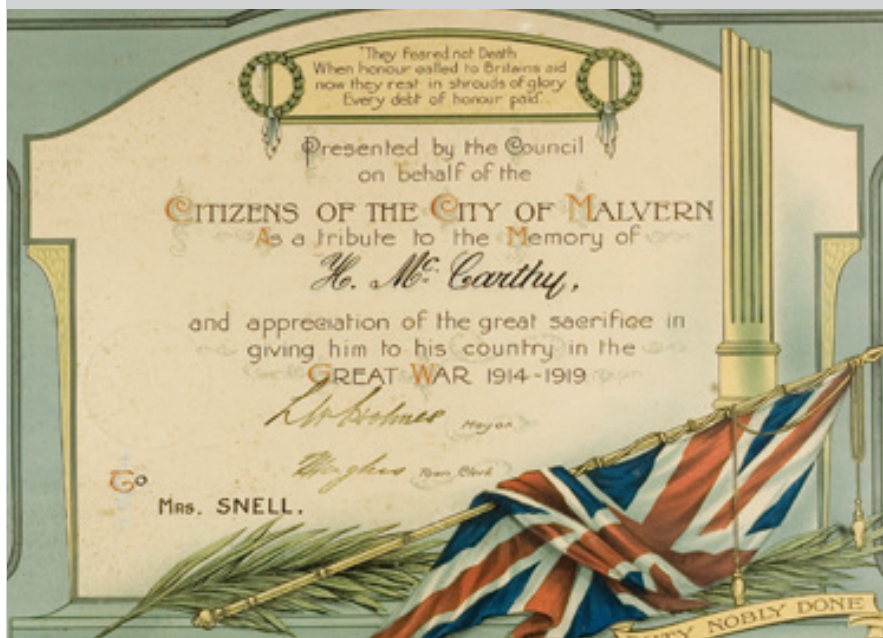 "They feared not Death
When honour called to Britains aid
now they rest in shrouds of glory
Every debt of honour paid".
Presented by the Council
on behalf of the
CITIZENS OF THE CITY OF MALVERN
As a tribute to the Memory of
H. Mc. Carthy,
and appreciation of the great sacrifice in
giving him to his country in the
GREAT WAR 1914-1919
Mayor
Town Clerk
To
MRS. SNELL.
NOBLY DONE